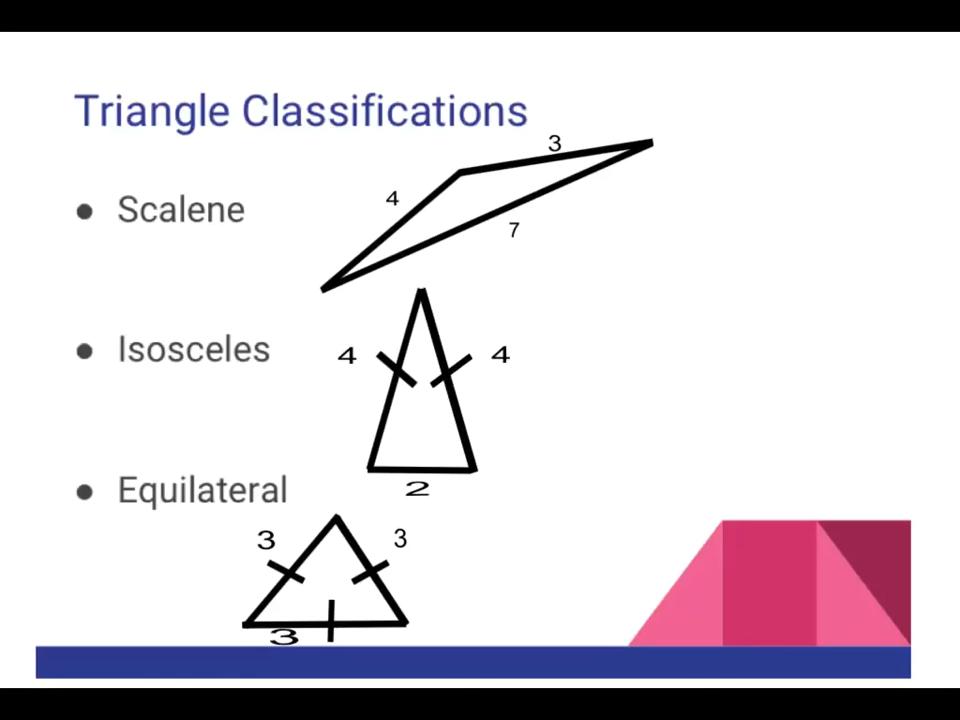 Triangle Classifications
3
● Scalene
4
7
● Isosceles
4
4
● Equilateral
2
3
3
3